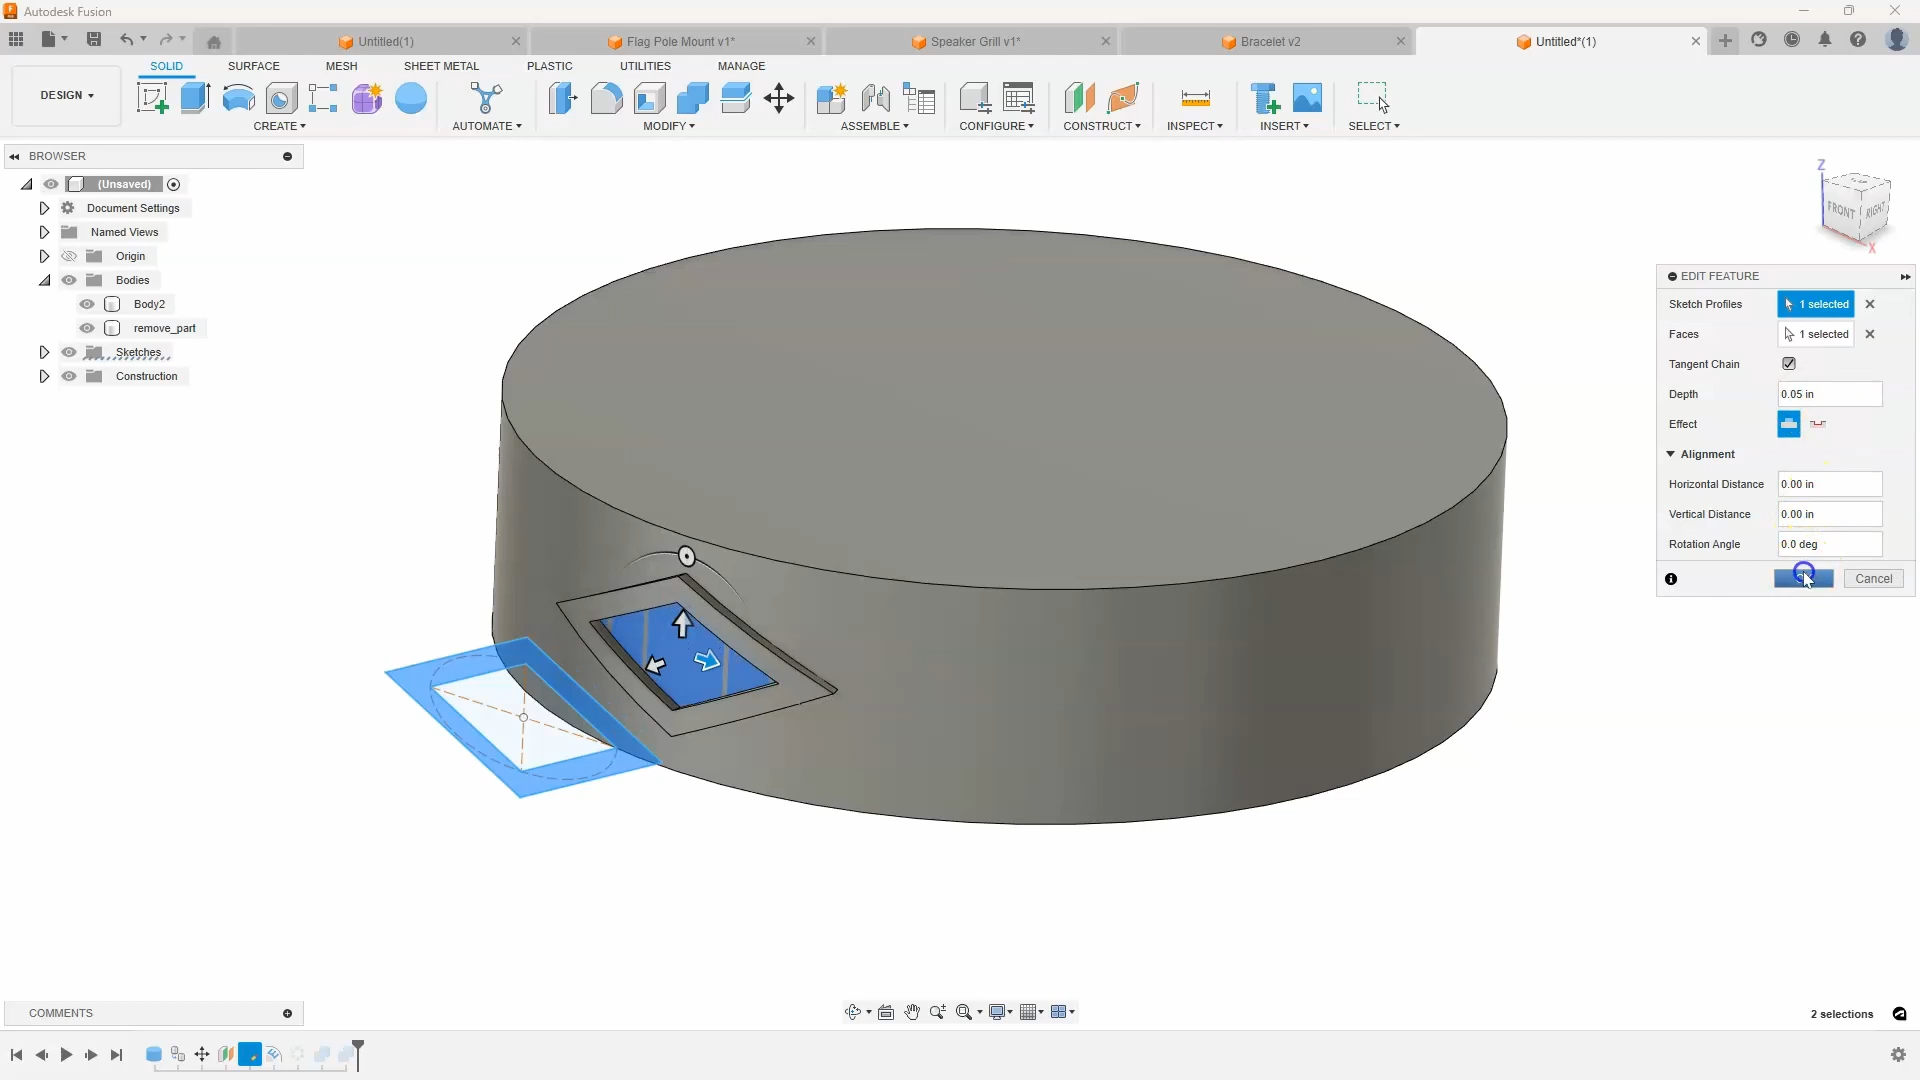 Autodesk Fusion
Untitled(1)
Flag Pole Mount v1*
Speaker Grill v1*
Bracelet v2
Untitled*(1)
DESIGN
SOLID
SURFACE
MESH
SHEET METAL
PLASTIC
UTILITIES
MANAGE
CREATE
AUTOMATE
MODIFY
ASSEMBLE
CONFIGURE
CONSTRUCT
INSPECT
INSERT
SELECT
BROWSER
(Unsaved)
Document Settings
Named Views
Origin
Bodies
Body2
remove_part
Sketches
Construction
Z
FRONT
RIGHT
X
EDIT FEATURE
Sketch Profiles
1 selected
Faces
1 selected
Tangent Chain
Depth
0.05 in
Effect
Alignment
Horizontal Distance
0.00 in
Vertical Distance
0.00 in
Rotation Angle
0.0 deg
Cancel
COMMENTS
2 selections